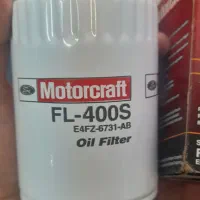 Motorcraft
FL-400S
E4FZ-6731-AB
Oil Filter